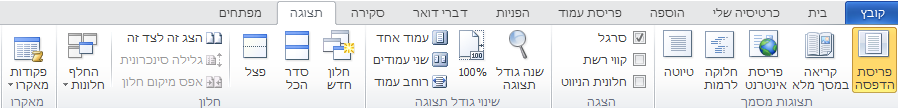 קובץ בית כרטיסיה שלי הוספה פריסת עמוד הפניות דברי דואר סקירה תצוגה מפתחים
פריסת הדפסה
קריאה במסך מלא
פריסת אינטרנט
חלוקה לרמות
טיוטה
תצוגות מסמך
סרגל
קווי רשת
חלונית הניווט
הצגה
שנה גודל תצוגה
100%
עמוד אחד
שני עמודים
רוחב עמוד
שינוי גודל תצוגה
חלון חדש
סדר הכל
פצל
הצג זה לצד זה
גלילה סינכרונית
אפס מיקום חלון
החלף חלונות
חלון
פקודות מאקרו
מאקרו